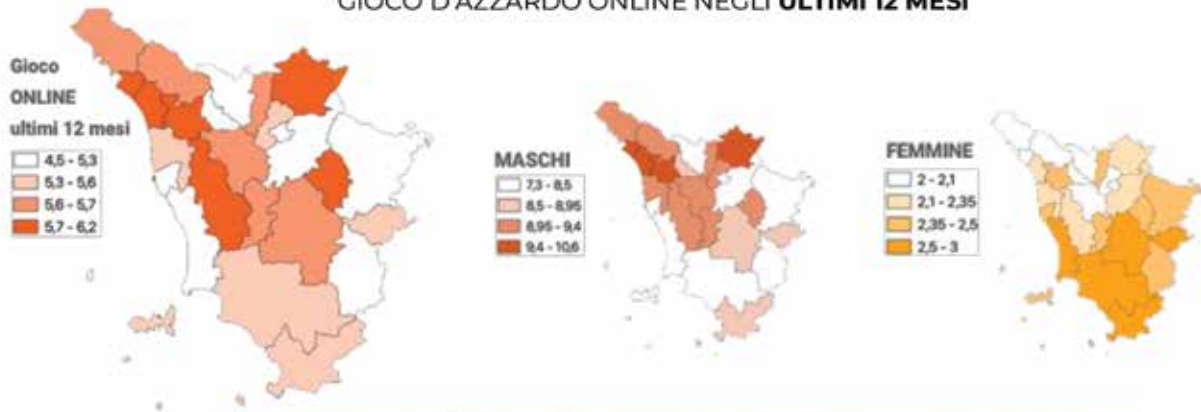 GIOCO D'AZZARDO ONLINE NEGLI ULTIMI 12 MESI
Gioco
ONLINE
ultimi 12 mesi
4,5 - 5,3
5,3 - 5,6
5,6 - 5,7
5,7 - 6,2
MASCHI
7,3 - 8,5
8,5 - 8,95
8,95 - 9,4
9,4 - 10,6
FEMMINE
2 - 2,1
2,1 - 2,35
2,35 - 2,5
2,5 - 3